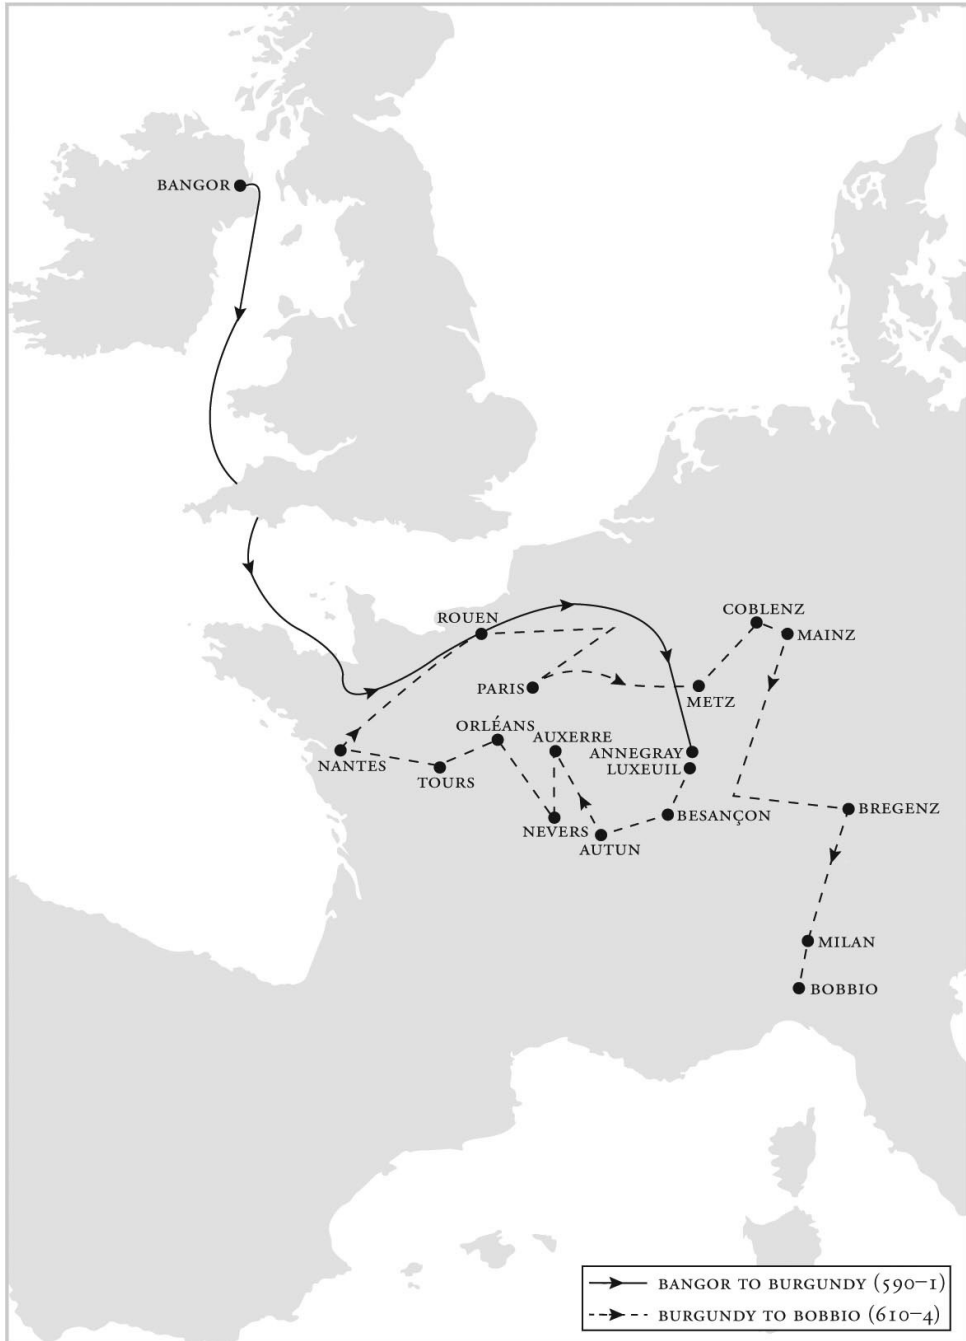 BANGOR
COBLENZ
ROUEN
MAINZ
PARIS
METZ
ORLÉANS
AUXERRE
ANNEGRAY
NANTES
LUXEUIL
TOURS
BREGENZ
BESANÇON
NEVERS
AUTUN
MILAN
BOBBIO
BANGOR TO BURGUNDY (590–1)
BURGUNDY TO BOBBIO (610–4)